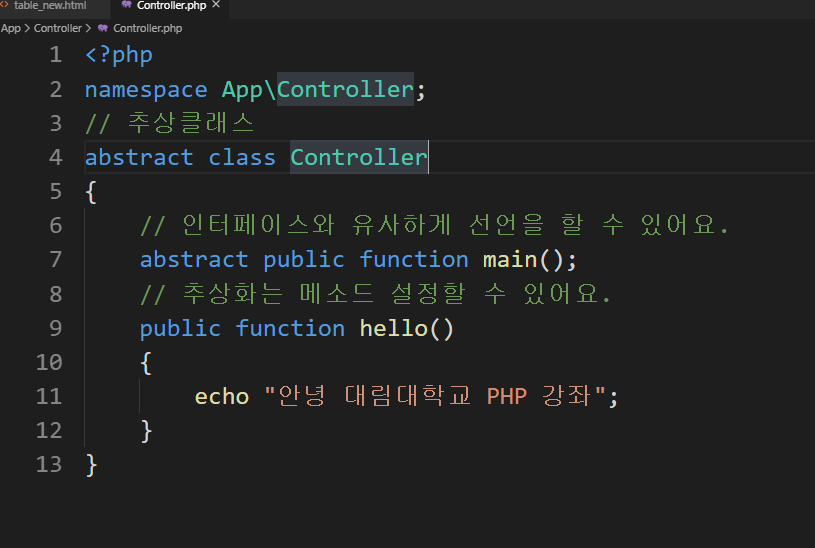 table_new.html Controller.php ×
App > Controller > Controller.php
1 <?php
2 namespace App\Controller;
3 // 추상클래스
4 abstract class Controller
5 {
6 // 인터페이스와 유사하게 선언을 할 수 있어요.
7 abstract public function main();
8 // 추상화는 메소드 설정할 수 있어요.
9 public function hello()
10 {
11 echo "안녕 대림대학교 PHP 강좌";
12 }
13 }